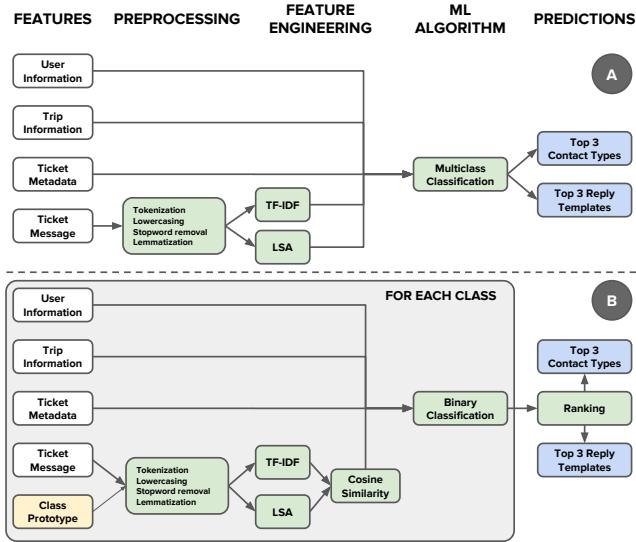 FEATURES
PREPROCESSING
FEATURE
ENGINEERING
ML
ALGORITHM
PREDICTIONS
A
User
Information
Trip
Information
Ticket
Metadata
Ticket
Message
Tokenization
Lowercasing
Stopword removal
Lemmatization
TF-IDF
LSA
Multiclass
Classification
Top 3
Contact Types
Top 3 Reply
Templates
FOR EACH CLASS
B
User
Information
Trip
Information
Ticket
Metadata
Ticket
Message
Class
Prototype
Tokenization
Lowercasing
Stopword removal
Lemmatization
TF-IDF
LSA
Cosine
Similarity
Binary
Classification
Top 3
Contact Types
Ranking
Top 3 Reply
Templates